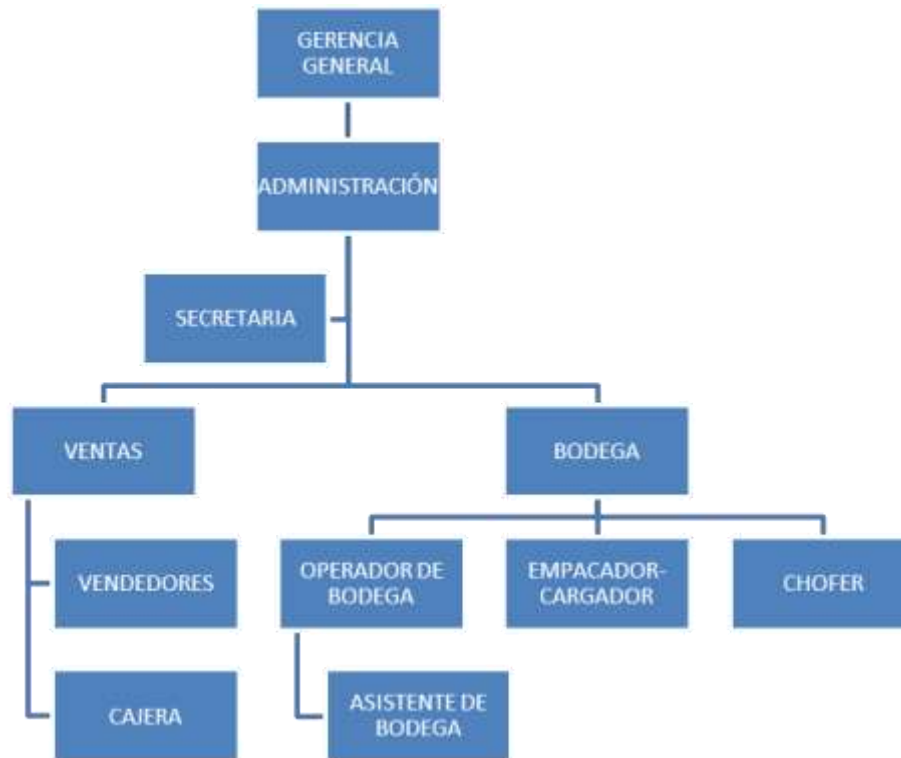 GERENCIA
GENERAL
ADMINISTRACIÓN
SECRETARIA
VENTAS
BODEGA
VENDEDORES
OPERADOR DE
BODEGA
EMPACADOR-
CARGADOR
CHOFER
CAJERA
ASISTENTE DE
BODEGA